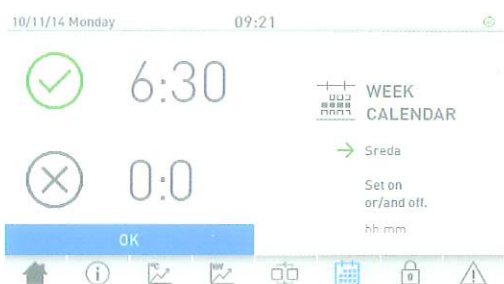 10/11/14 Monday
09:21
6:30
0:0
OK
WEEK
CALENDAR
Sreda
Set on
or/and off.
hh mm
i
°C
kW